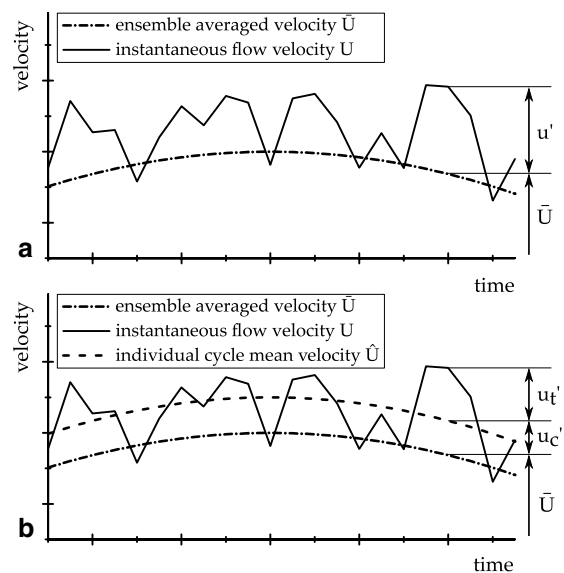 velocity
ensemble averaged velocity Ū
instantaneous flow velocity U
u'
Ū
a
time
velocity
ensemble averaged velocity Ū
instantaneous flow velocity U
individual cycle mean velocity Û
uₜ'
u_c'
Ū
b
time